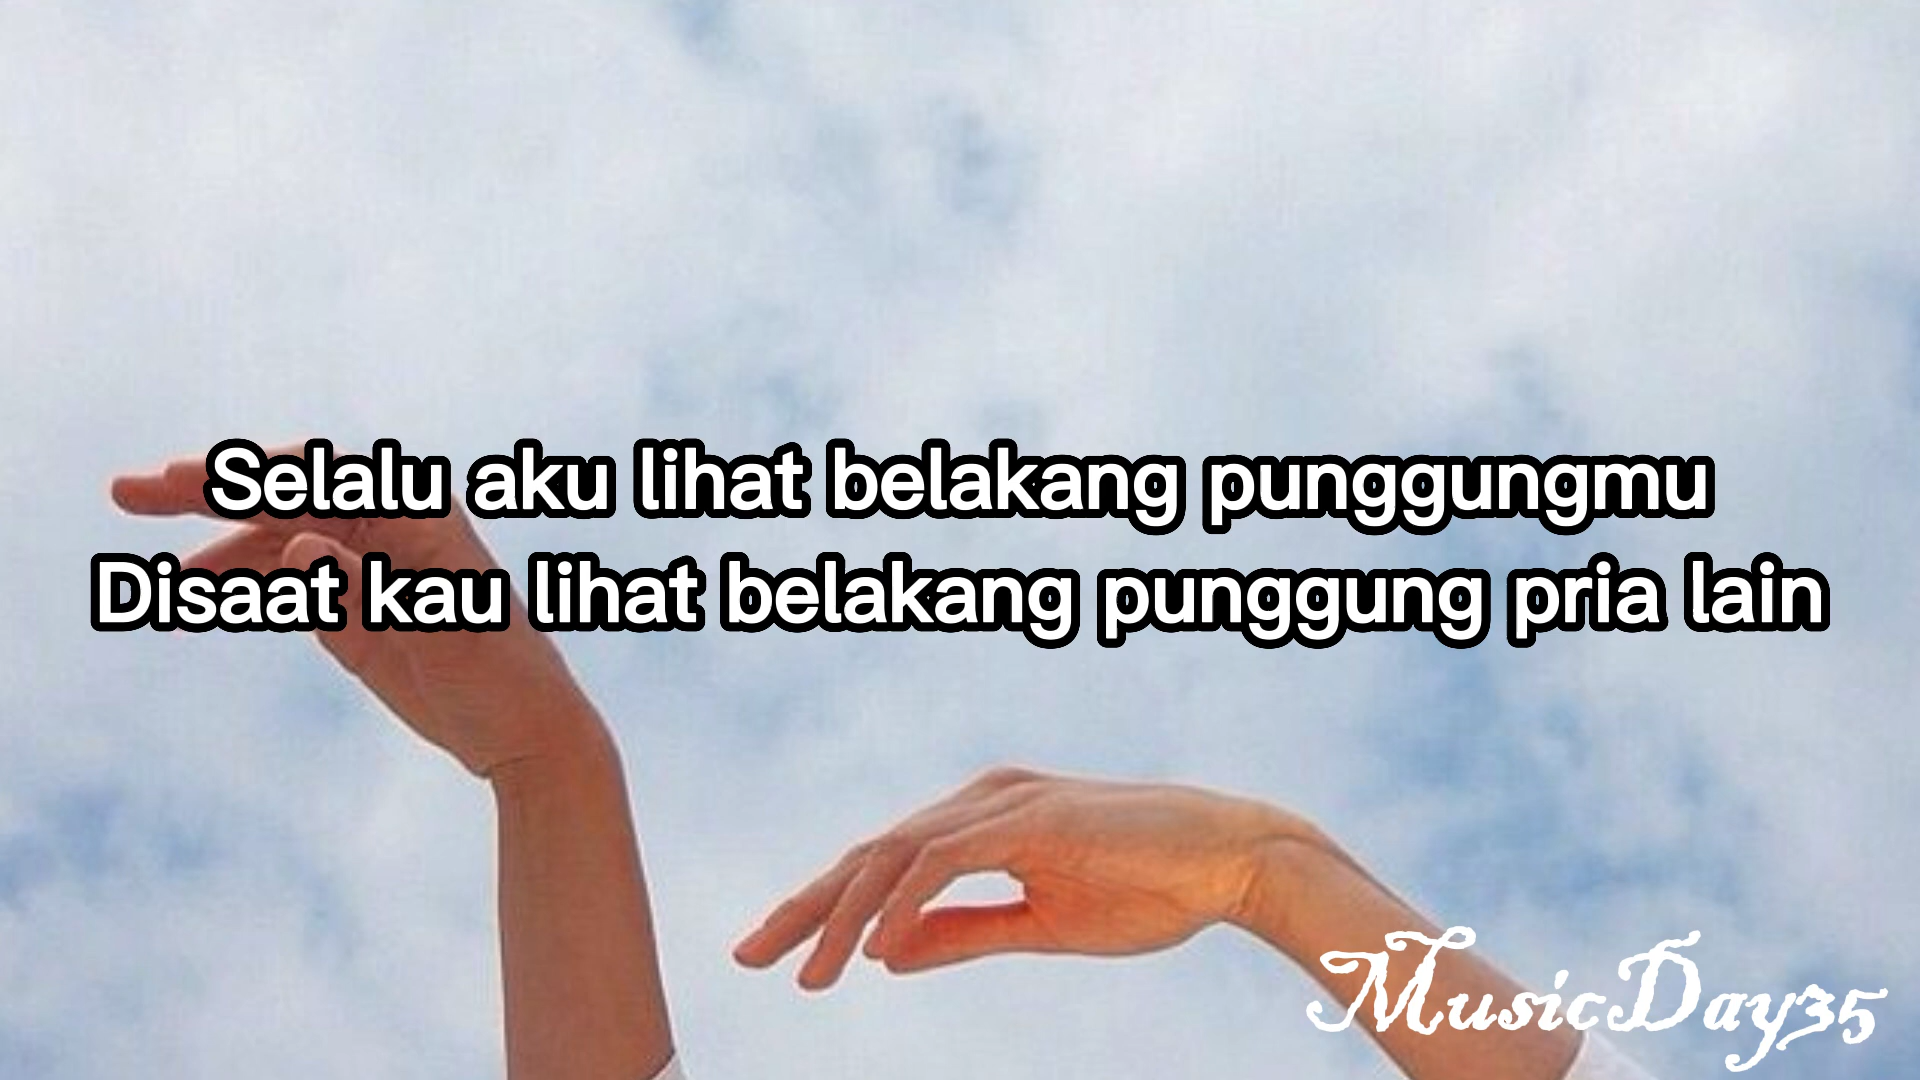 Selalu aku lihat belakang punggungmu
Disaat kau lihat belakang punggung pria lain
MusicDay35